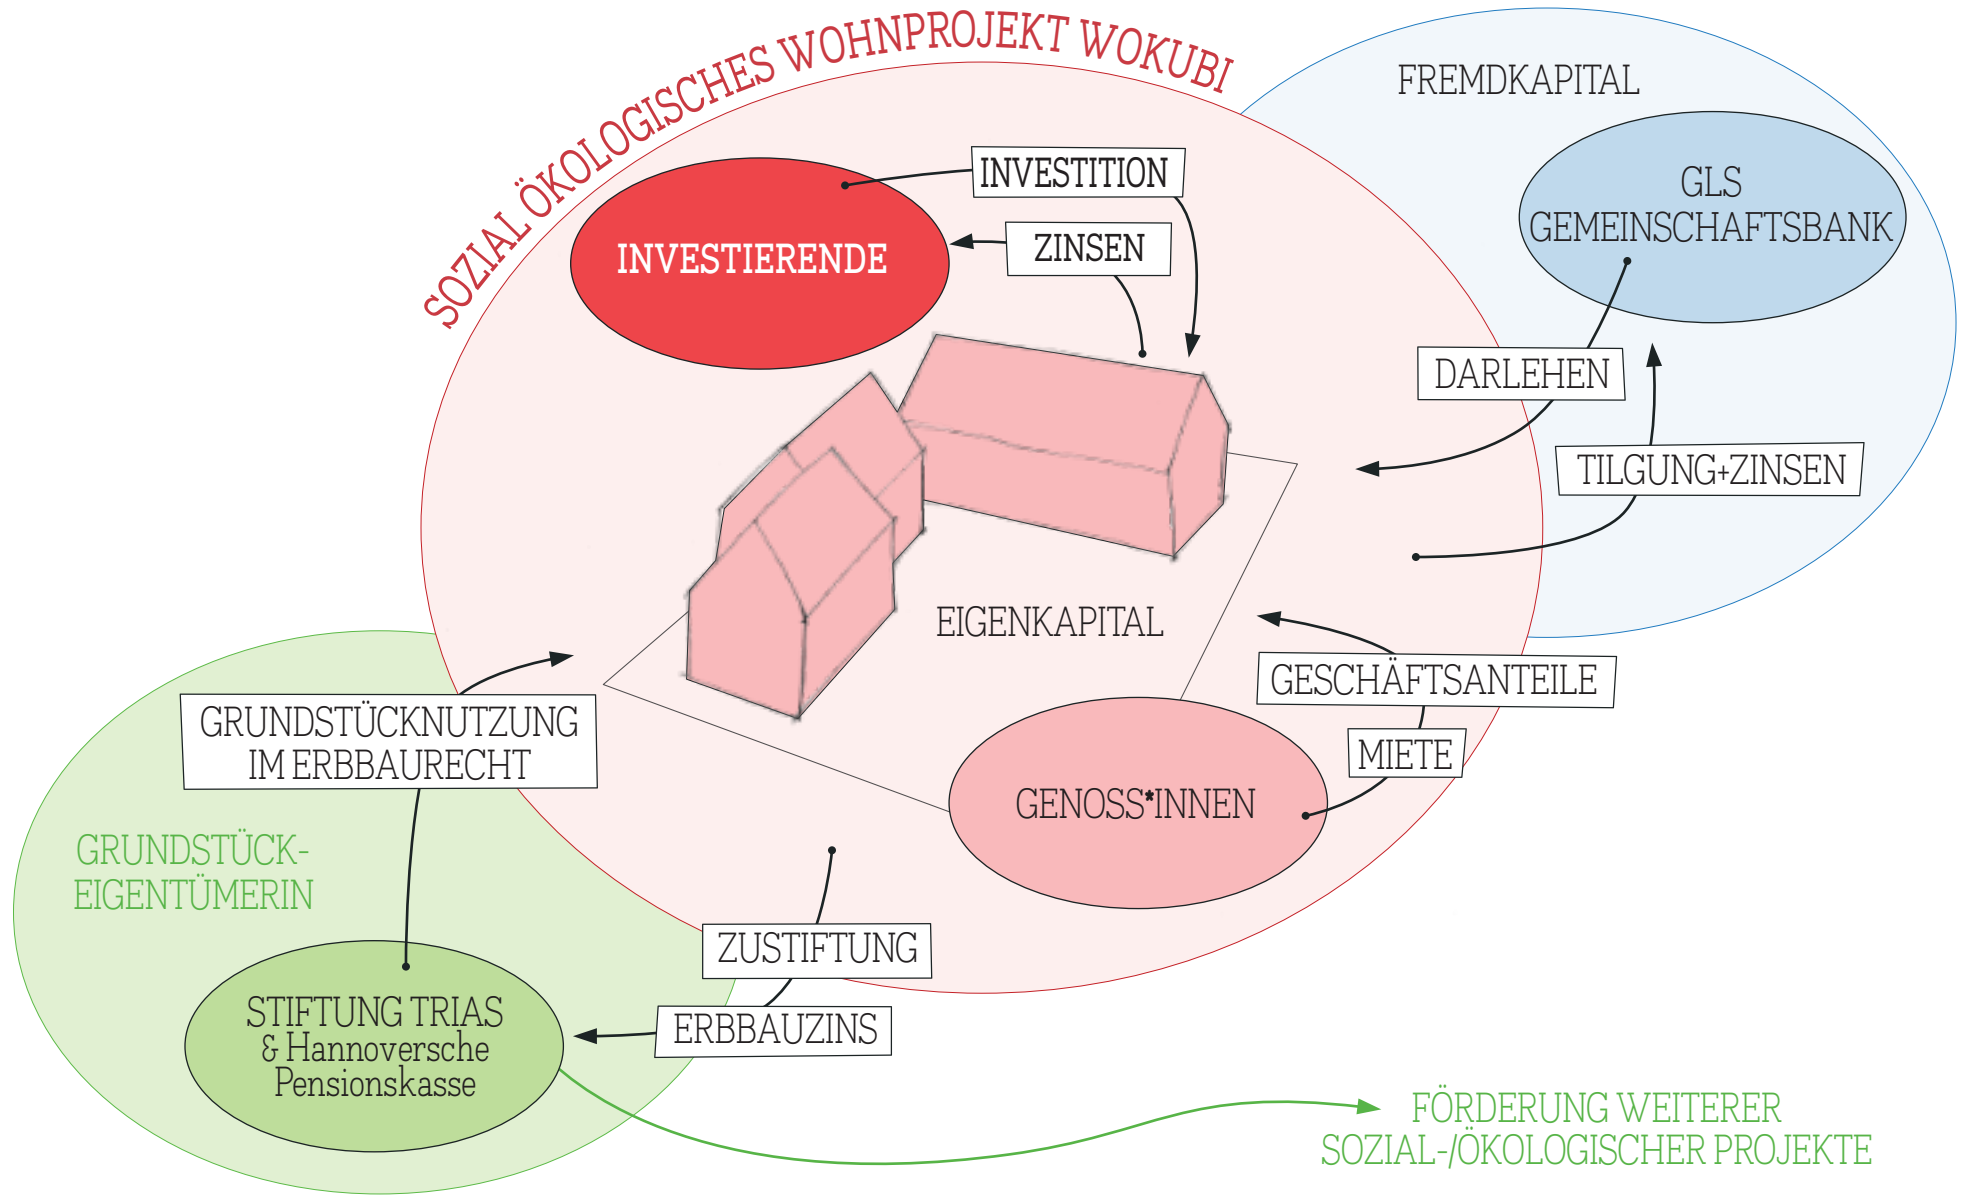 SOZIAL ÖKOLOGISCHES WOHNPROJEKT WOKUBI
FREMDKAPITAL
GLS
GEMEINSCHAFTSBANK
INVESTITION
ZINSEN
INVESTIERENDE
DARLEHEN
TILGUNG+ZINSEN
EIGENKAPITAL
GESCHÄFTSANTEILE
MIETE
GENOSS*INNEN
GRUNDSTÜCKNUTZUNG
IM ERBBAURECHT
GRUNDSTÜCK-
EIGENTÜMERIN
ZUSTIFTUNG
ERBBAUZINS
STIFTUNG TRIAS
& Hannoversche
Pensionskasse
FÖRDERUNG WEITERER
SOZIAL-/ÖKOLOGISCHER PROJEKTE